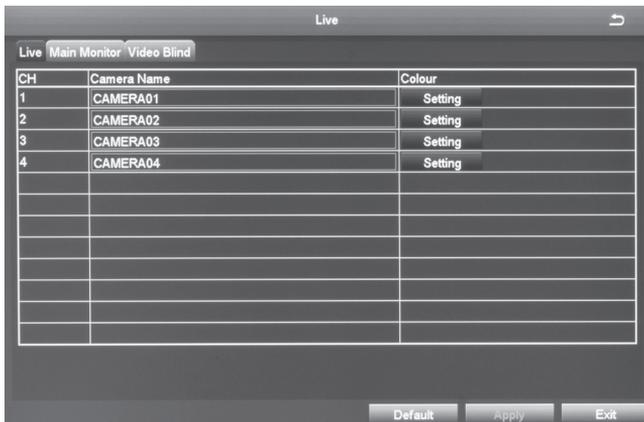 Live
Live Main Monitor Video Blind
CH Camera Name Colour
1 CAMERA01 Setting
2 CAMERA02 Setting
3 CAMERA03 Setting
4 CAMERA04 Setting
Default Apply Exit